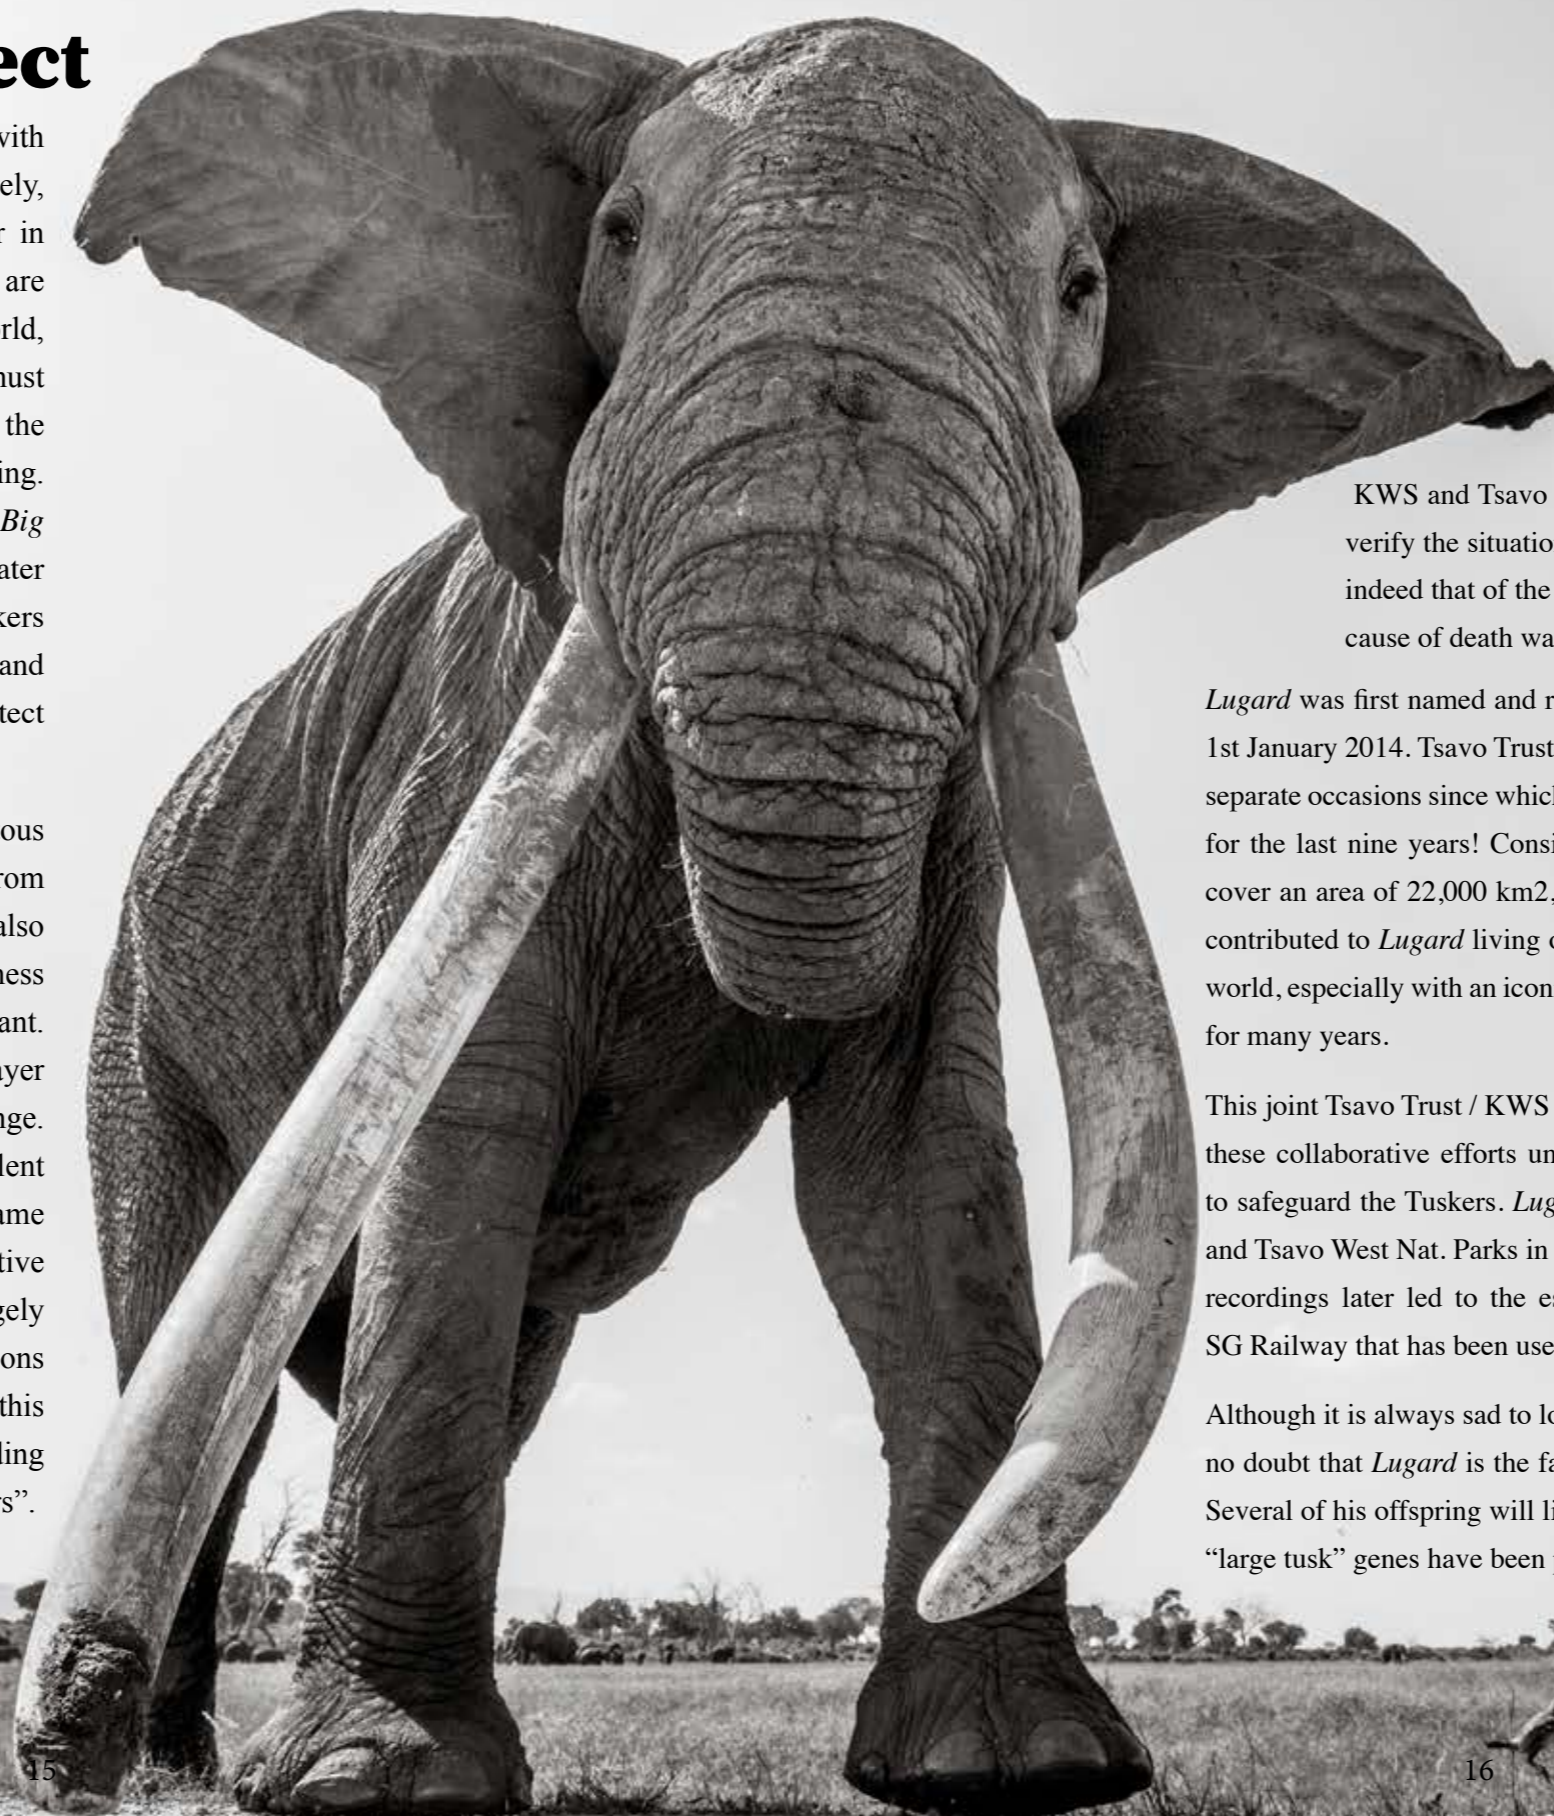 ect
with
ely,
r in
are
rld,
nust
the
ing.
Big
ater
kers
and
tect
ous
rom
also
ness
ant.
ayer
nge.
lent
ame
tive
gely
ons
this
ding
rs”.
15
KWS and Tsavo
verify the situatio
indeed that of the
cause of death wa
Lugard was first named and r
1st January 2014. Tsavo Trust
separate occasions since which
for the last nine years! Consi
cover an area of 22,000 km2,
contributed to Lugard living o
world, especially with an icon
for many years.
This joint Tsavo Trust / KWS
these collaborative efforts un
to safeguard the Tuskers. Lug
and Tsavo West Nat. Parks in
recordings later led to the es
SG Railway that has been use
Although it is always sad to lo
no doubt that Lugard is the fa
Several of his offspring will li
“large tusk” genes have been
16